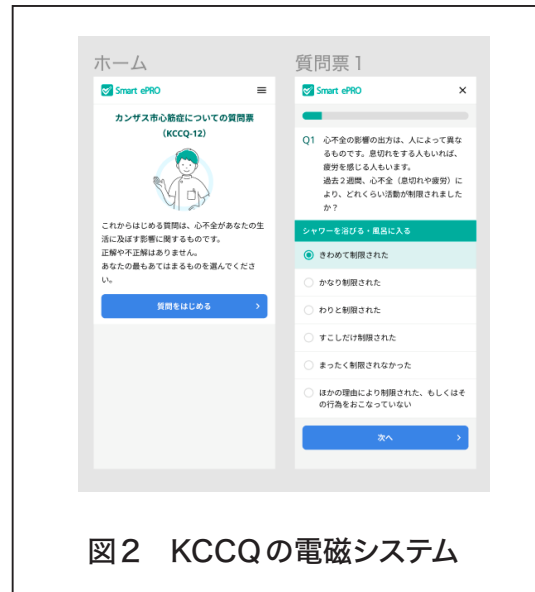 ホーム
Smart ePRO
カンザス市心筋症についての質問票
（KCCQ-12）
これからはじめる質問は、心不全があなたの生
活に及ぼす影響に関するものです。
正解や不正解はありません。
あなたの最もあてはまるものを選んでくださ
い。
質問をはじめる
質問票１
Smart ePRO
Q1 心不全の影響の出方は、人によって異な
るものです。息切れをする人もいれば、
疲労を感じる人もいます。
過去２週間、心不全（息切れや疲労）に
より、どれくらい活動が制限されました
か？
シャワーを浴びる・風呂に入る
きわめて制限された
かなり制限された
わりと制限された
すこしだけ制限された
まったく制限されなかった
ほかの理由により制限された、もしくはそ
の行為をおこなっていない
次へ
図２　KCCQの電磁システム